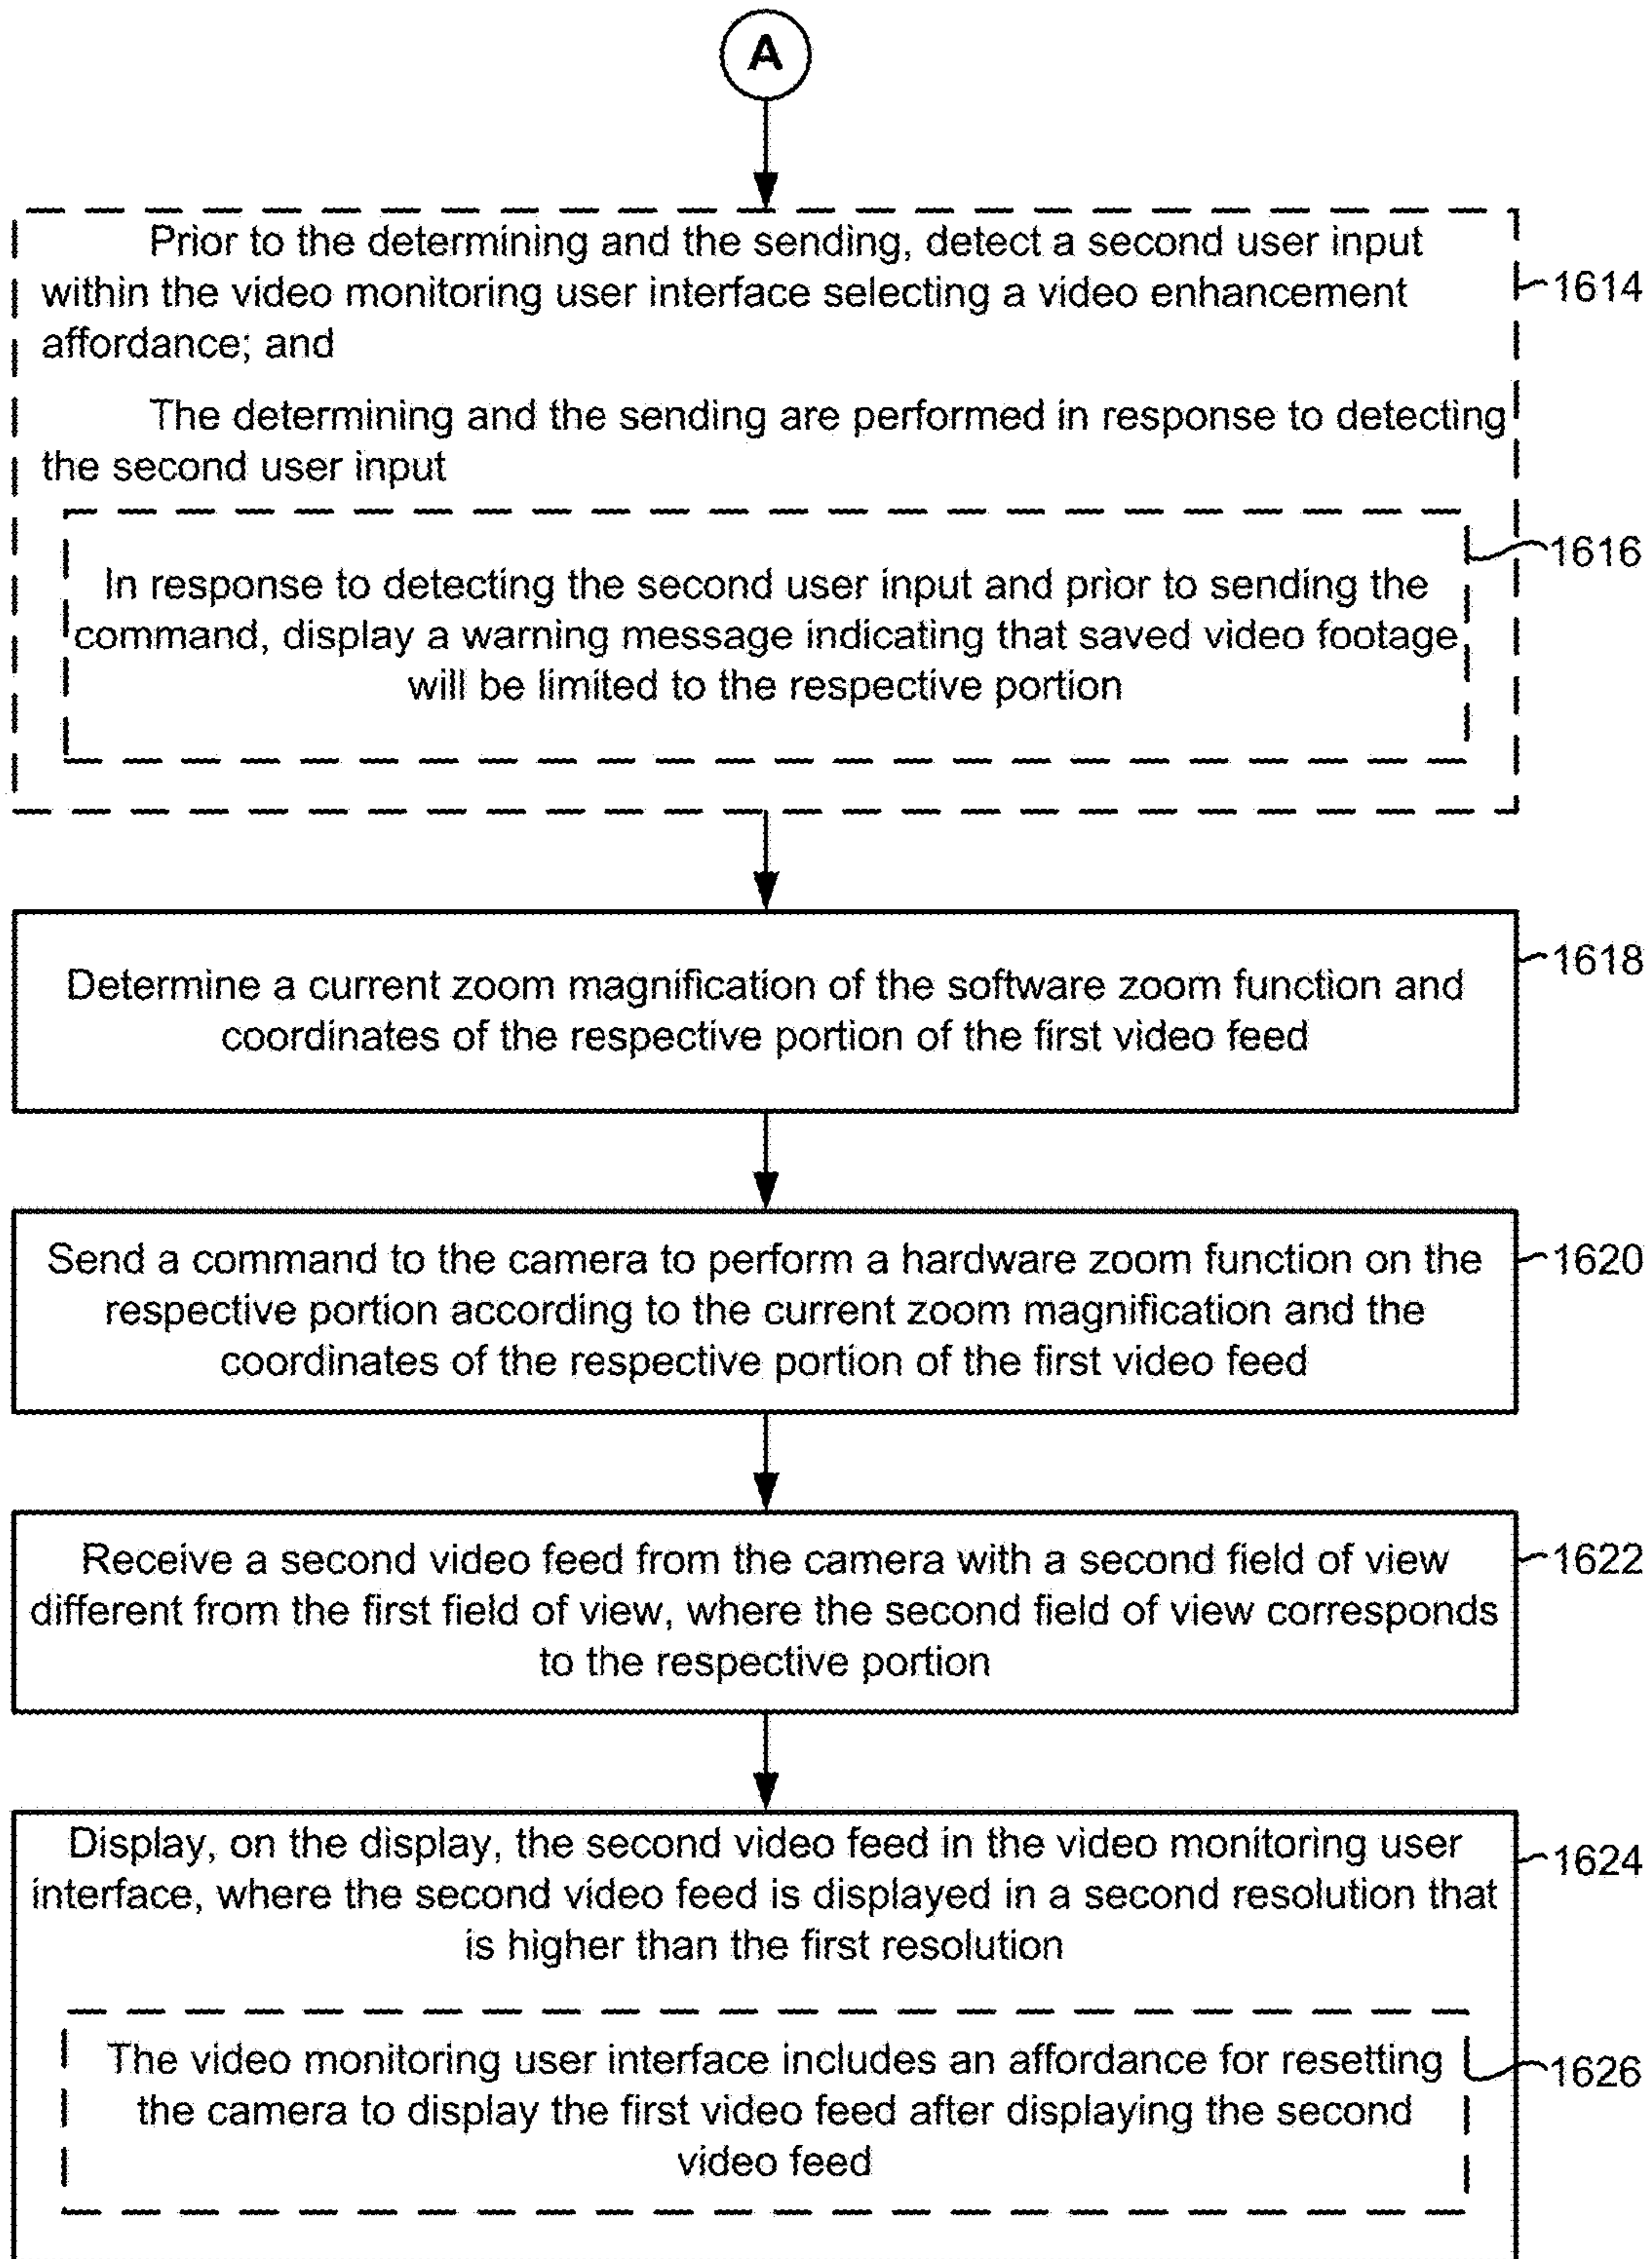 A
Prior to the determining and the sending, detect a second user input
within the video monitoring user interface selecting a video enhancement
affordance; and
1614
The determining and the sending are performed in response to detecting
the second user input
1616
In response to detecting the second user input and prior to sending the
command, display a warning message indicating that saved video footage
will be limited to the respective portion
1618
Determine a current zoom magnification of the software zoom function and
coordinates of the respective portion of the first video feed
1620
Send a command to the camera to perform a hardware zoom function on the
respective portion according to the current zoom magnification and the
coordinates of the respective portion of the first video feed
1622
Receive a second video feed from the camera with a second field of view
different from the first field of view, where the second field of view corresponds
to the respective portion
1624
Display, on the display, the second video feed in the video monitoring user
interface, where the second video feed is displayed in a second resolution that
is higher than the first resolution
1626
The video monitoring user interface includes an affordance for resetting
the camera to display the first video feed after displaying the second
video feed